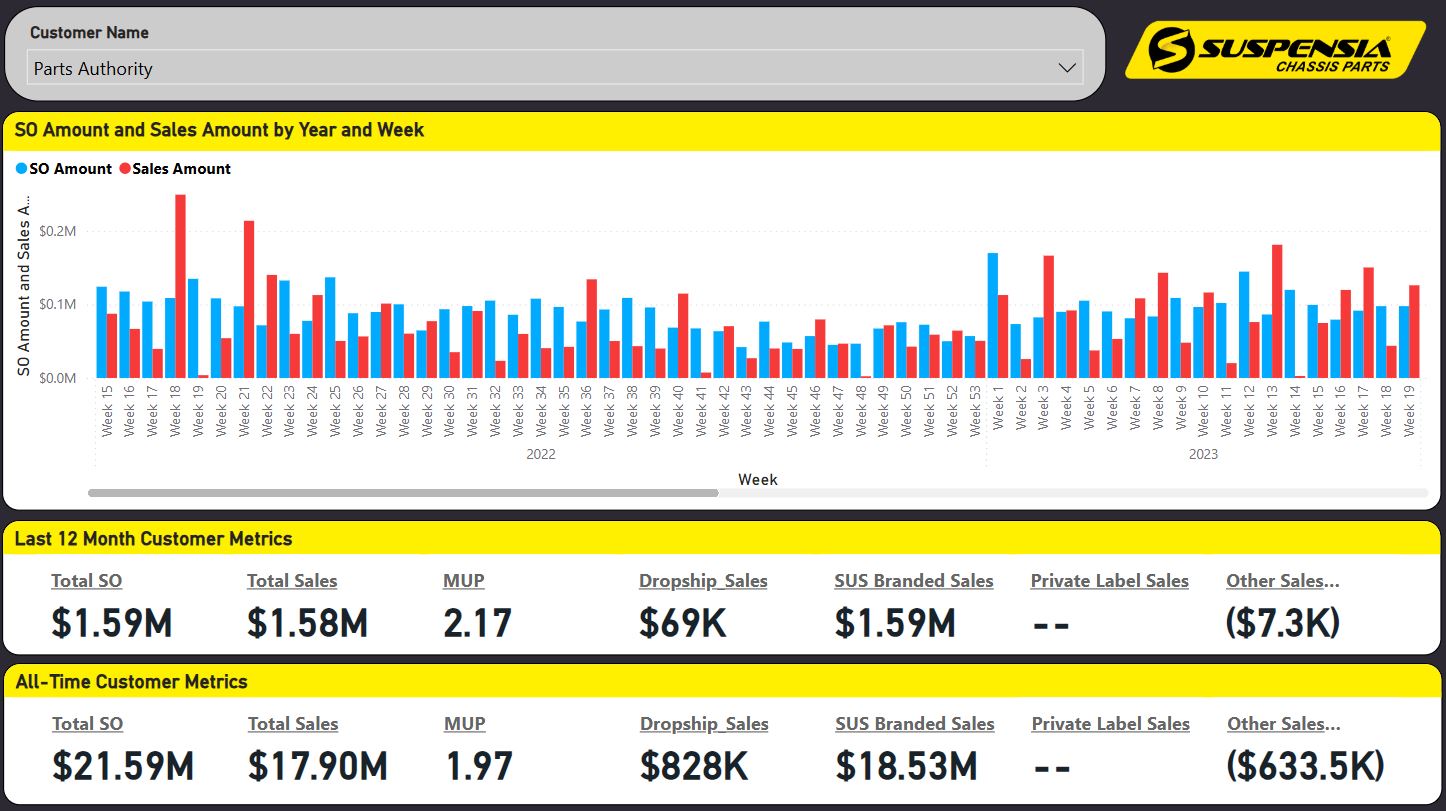 Customer Name
Parts Authority
SUSPENSIA®
CHASSIS PARTS
SO Amount and Sales Amount by Year and Week
SO Amount Sales Amount
SO Amount and Sales A...
$0.2M
$0.1M
$0.0M
Week 15 Week 16 Week 17 Week 18 Week 19 Week 20 Week 21 Week 22 Week 23 Week 24 Week 25 Week 26 Week 27 Week 28 Week 29 Week 30 Week 31 Week 32 Week 33 Week 34 Week 35 Week 36 Week 37 Week 38 Week 39 Week 40 Week 41 Week 42 Week 43 Week 44 Week 45 Week 46 Week 47 Week 48 Week 49 Week 50 Week 51 Week 52 Week 53 Week 1 Week 2 Week 3 Week 4 Week 5 Week 6 Week 7 Week 8 Week 9 Week 10 Week 11 Week 12 Week 13 Week 14 Week 15 Week 16 Week 17 Week 18 Week 19
2022 2023
Week
Last 12 Month Customer Metrics
Total SO Total Sales MUP Dropship_Sales SUS Branded Sales Private Label Sales Other Sales...
$1.59M $1.58M 2.17 $69K $1.59M -- ($7.3K)
All-Time Customer Metrics
Total SO Total Sales MUP Dropship_Sales SUS Branded Sales Private Label Sales Other Sales...
$21.59M $17.90M 1.97 $828K $18.53M -- ($633.5K)